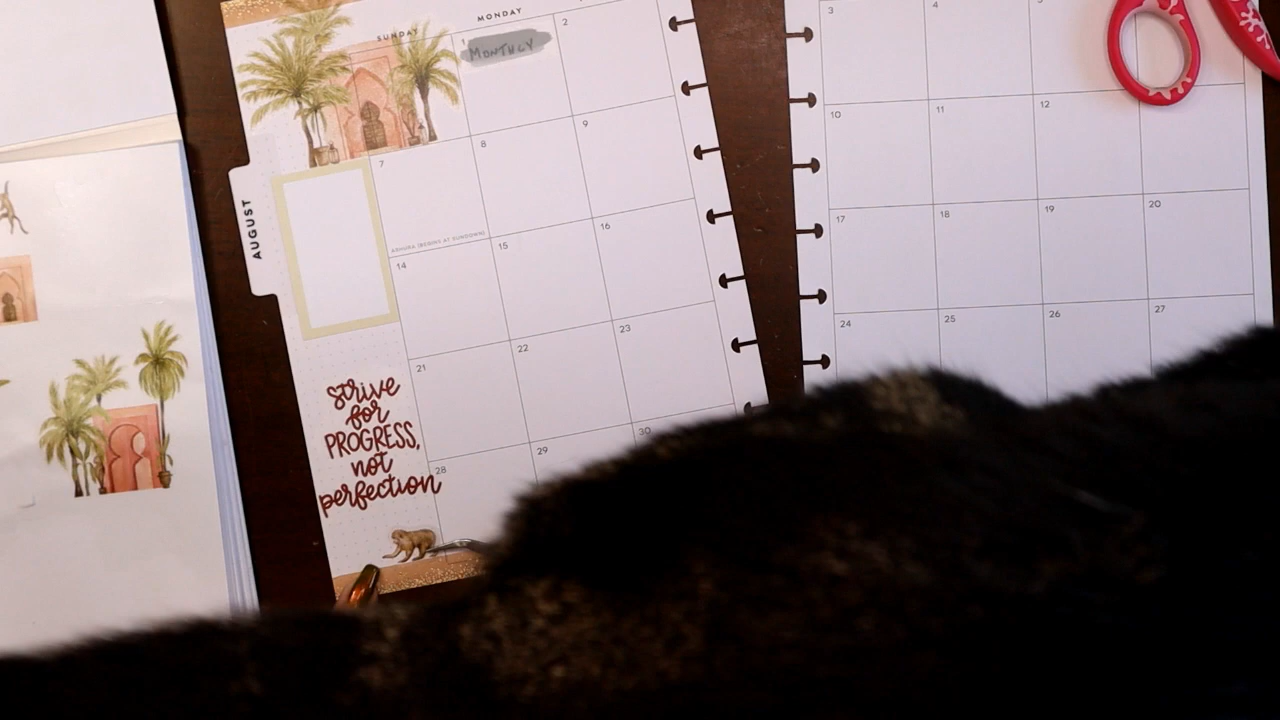 SUNDAY
MONDAY
1
MONTHLY
2
3
4
5
AUGUST
7
8
9
10
11
12
ASHURA (BEGINS AT SUNDOWN)
14
15
16
17
18
19
20
21
22
23
24
25
26
27
28
29
30
strive
for
PROGRESS,
not
perfection